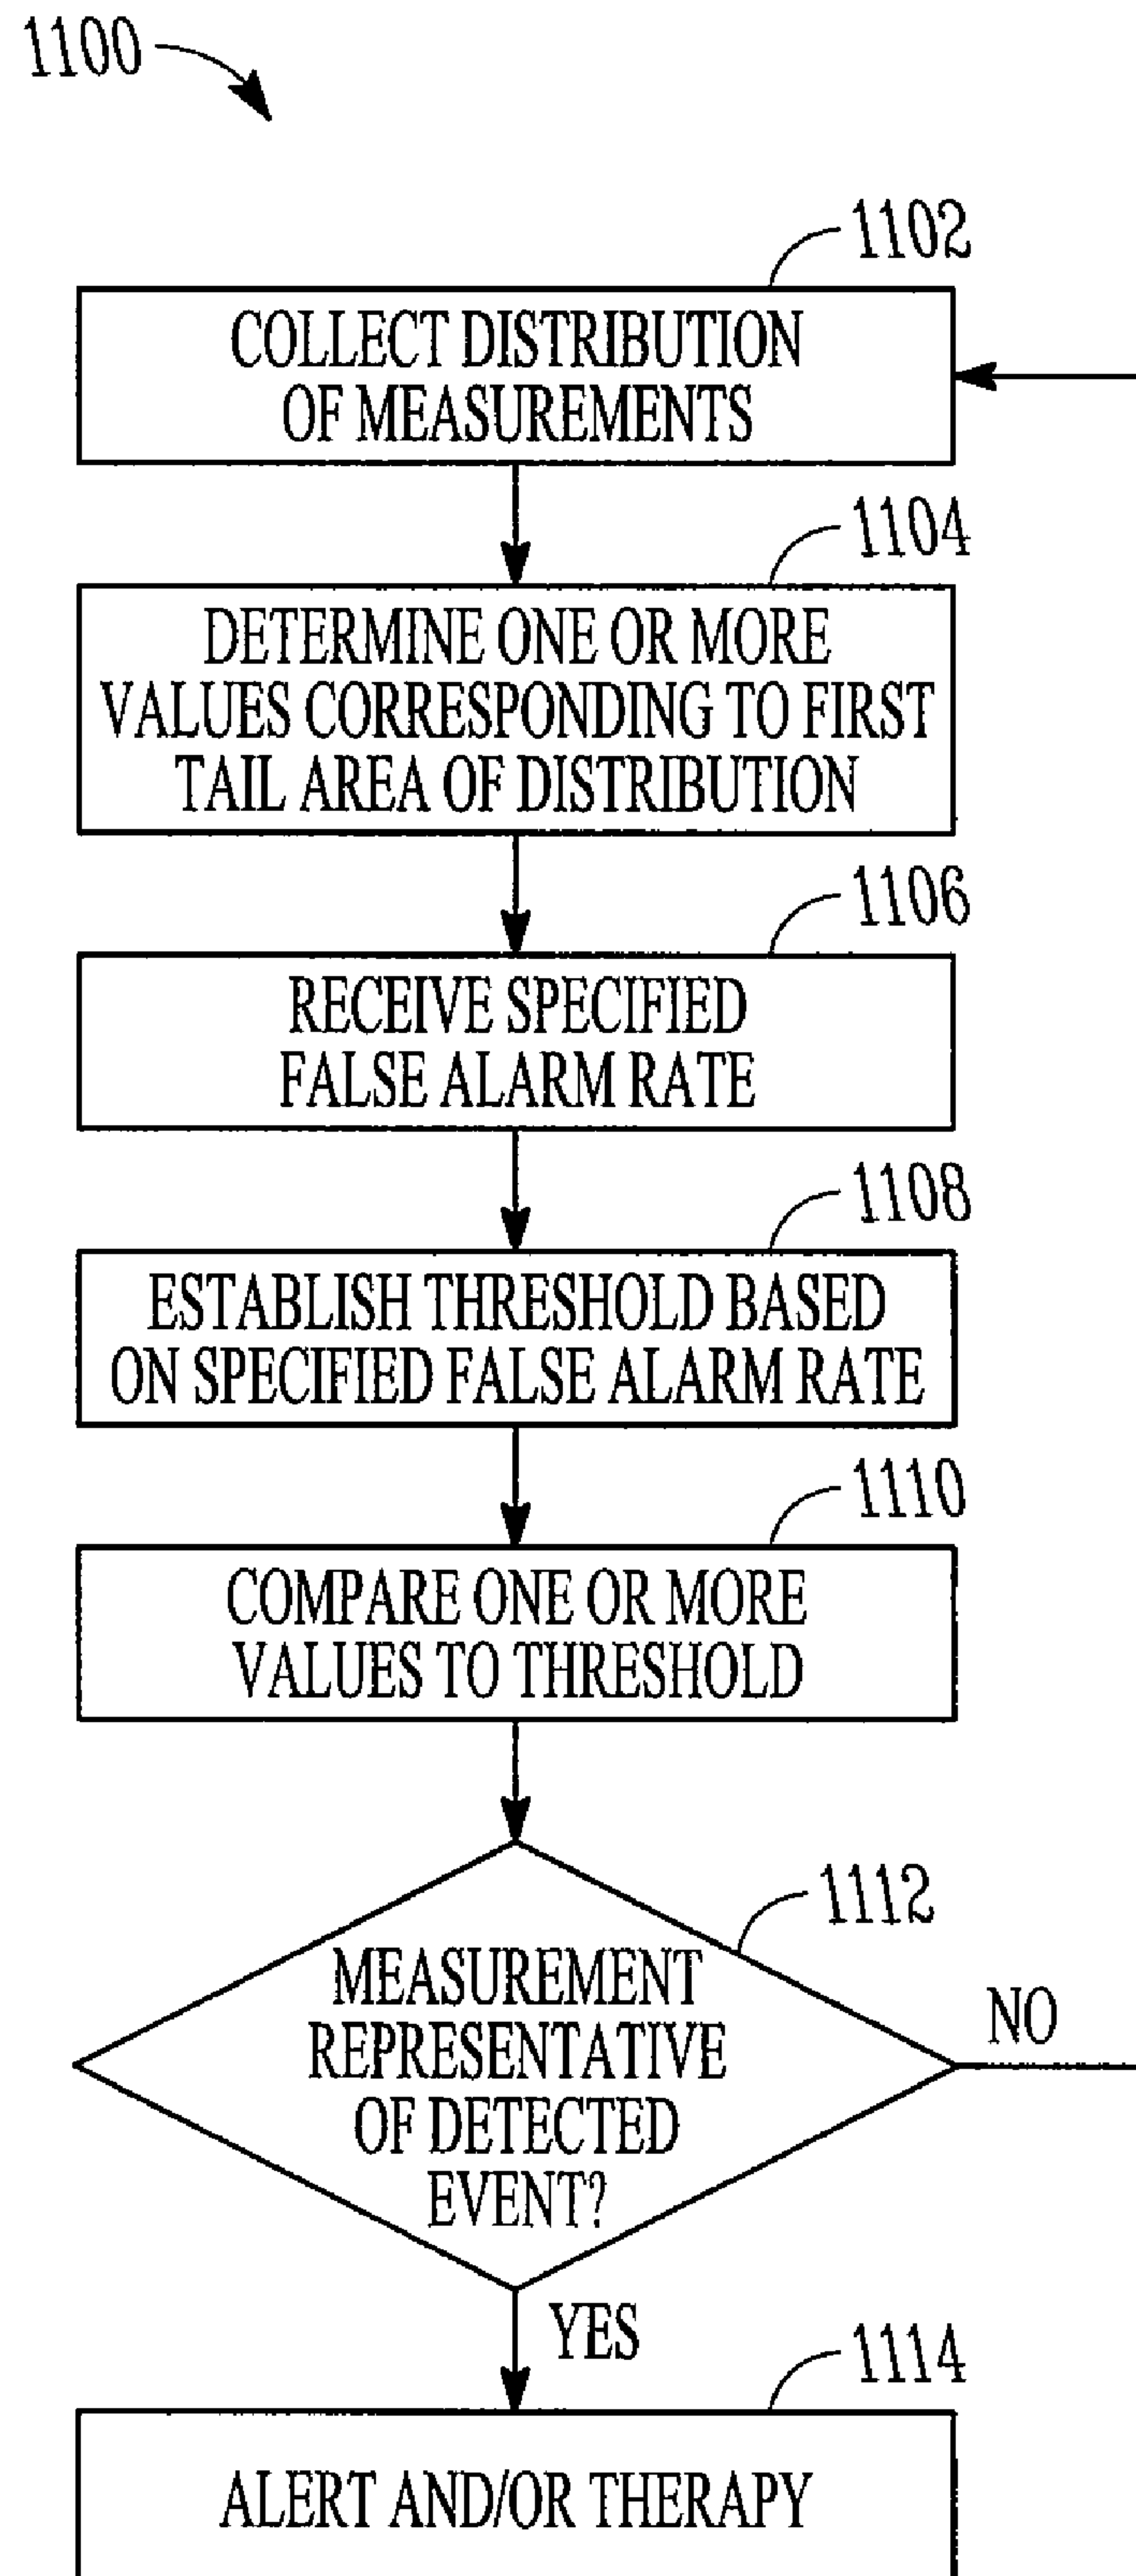 1100
1102
COLLECT DISTRIBUTION
OF MEASUREMENTS
1104
DETERMINE ONE OR MORE
VALUES CORRESPONDING TO FIRST
TAIL AREA OF DISTRIBUTION
1106
RECEIVE SPECIFIED
FALSE ALARM RATE
1108
ESTABLISH THRESHOLD BASED
ON SPECIFIED FALSE ALARM RATE
1110
COMPARE ONE OR MORE
VALUES TO THRESHOLD
1112
MEASUREMENT
REPRESENTATIVE
OF DETECTED
EVENT?
NO
YES
1114
ALERT AND/OR THERAPY